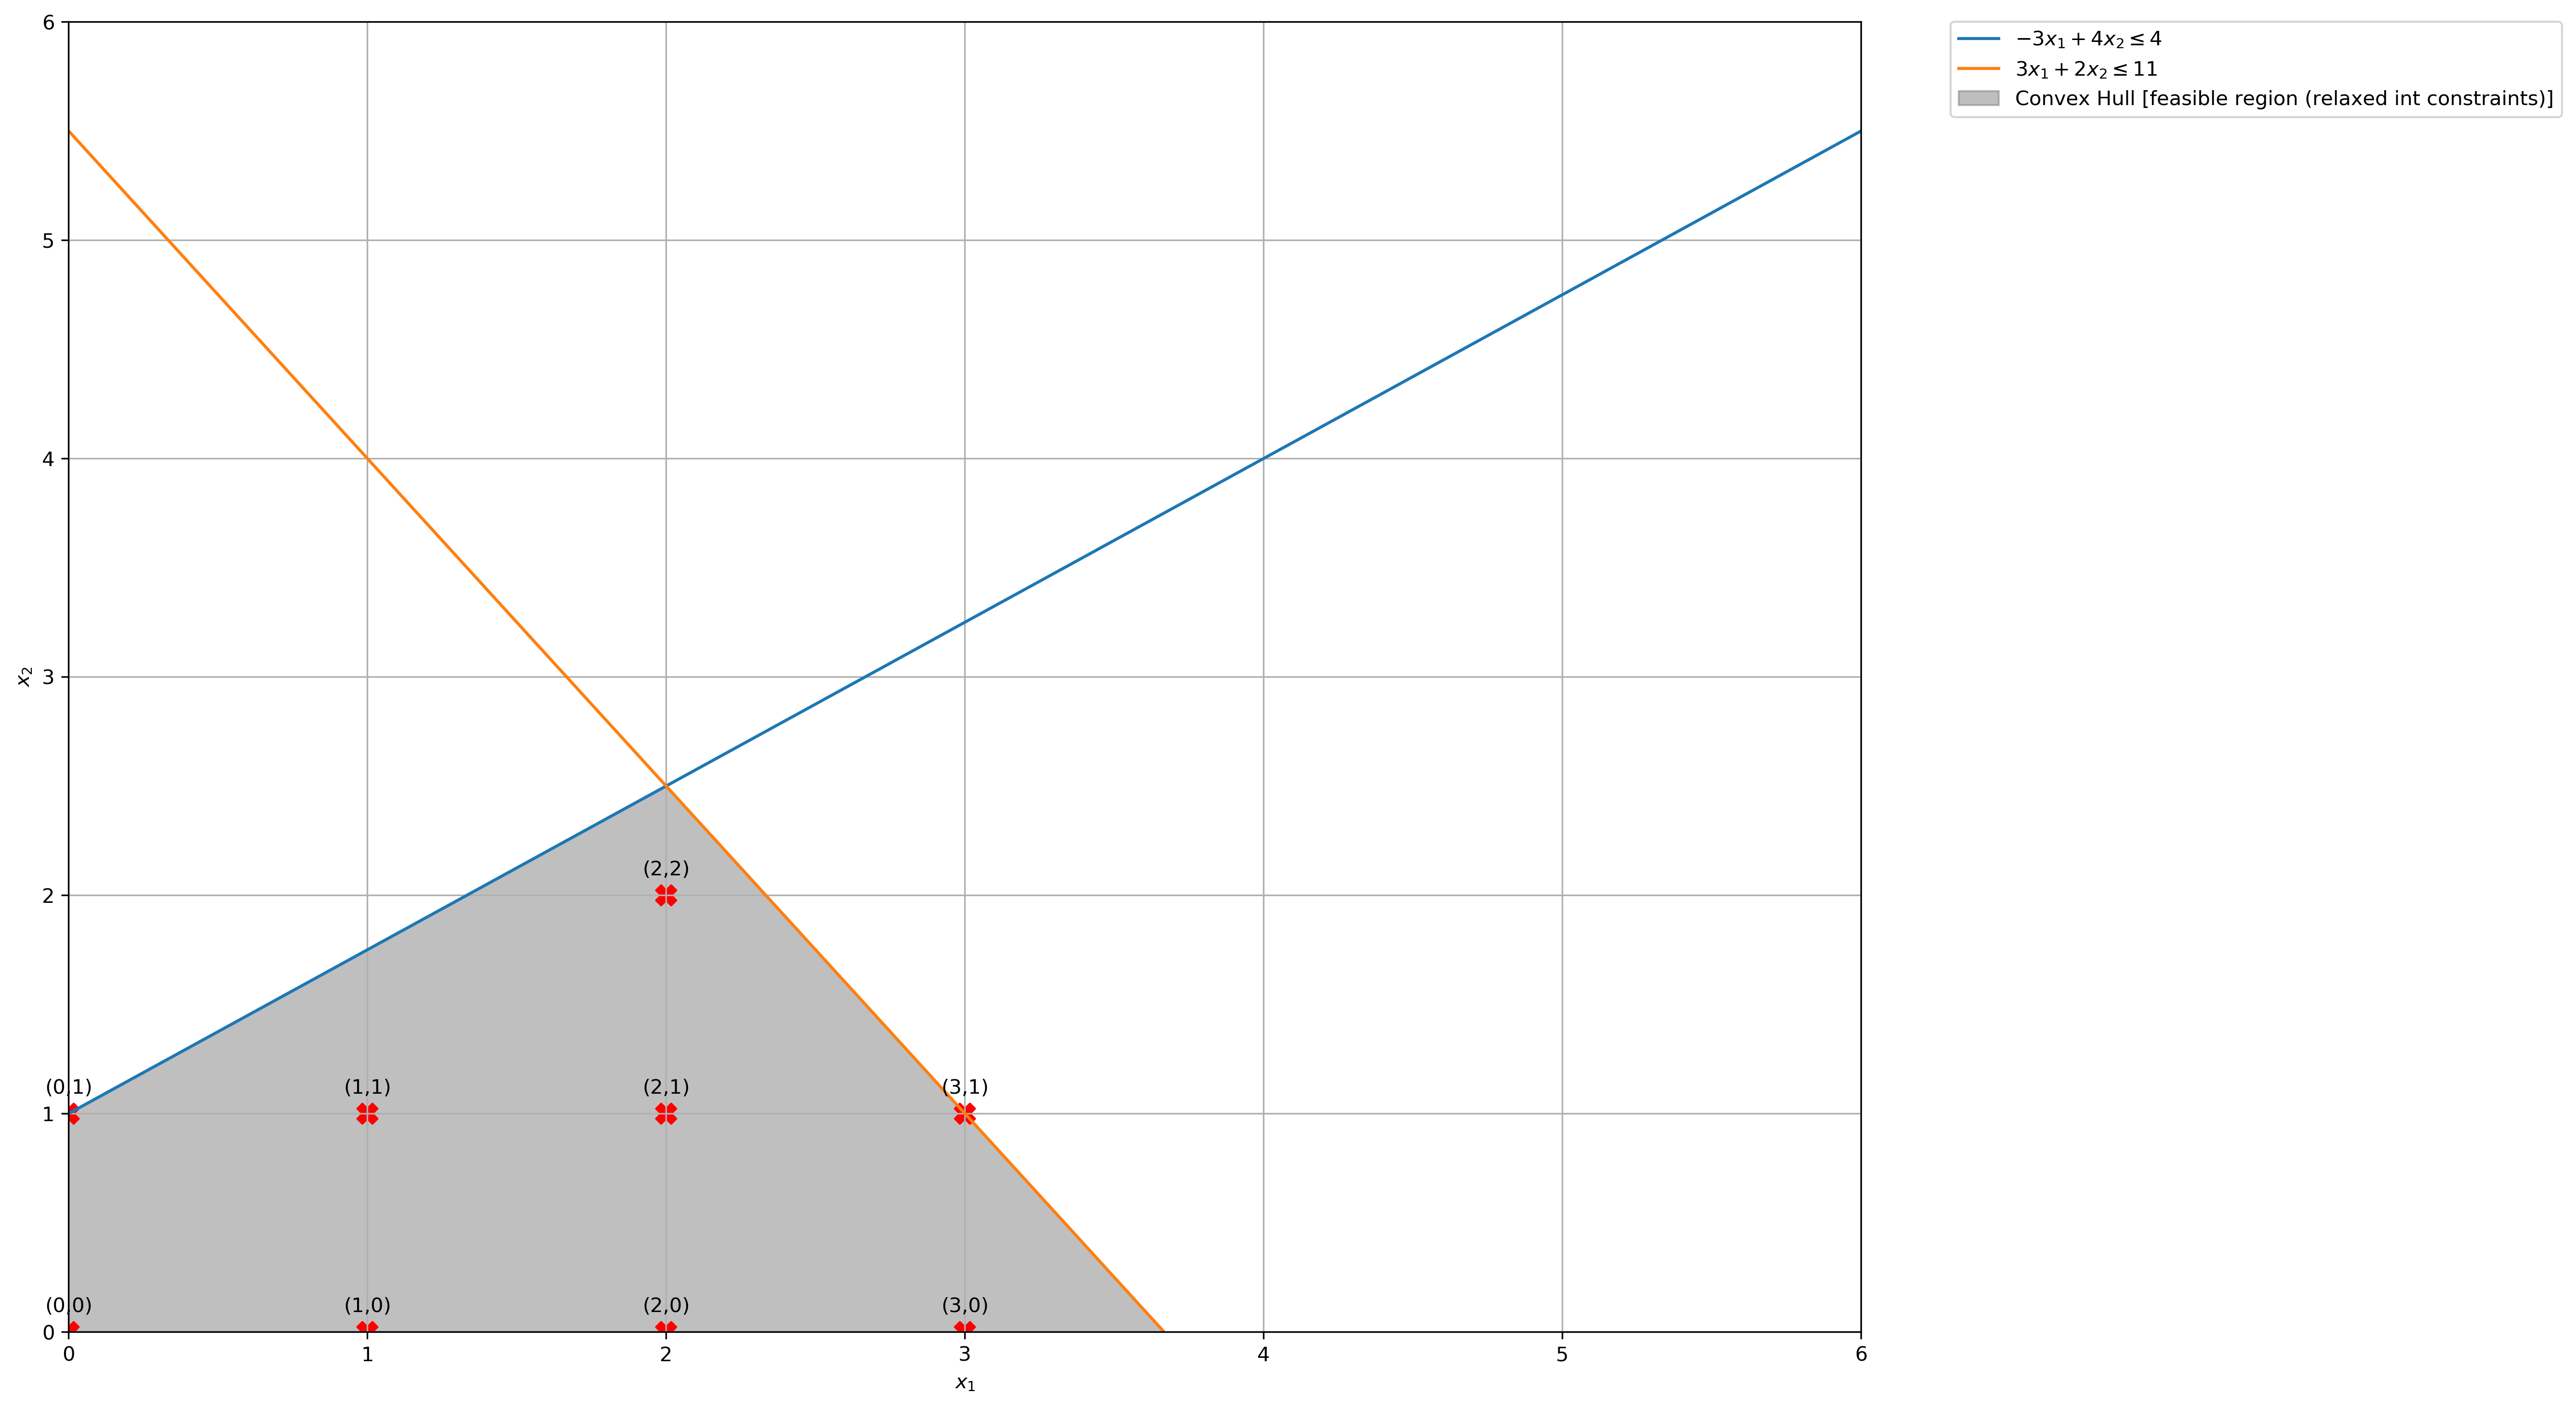 6
5
4
3
2
1
0
x₂
(2,2)
(0,1) (1,1) (2,1) (3,1)
(0,0) (1,0) (2,0) (3,0)
0 1 2 3 4 5 6
x₁
−3x₁ + 4x₂ ≤ 4
3x₁ + 2x₂ ≤ 11
Convex Hull [feasible region (relaxed int constraints)]